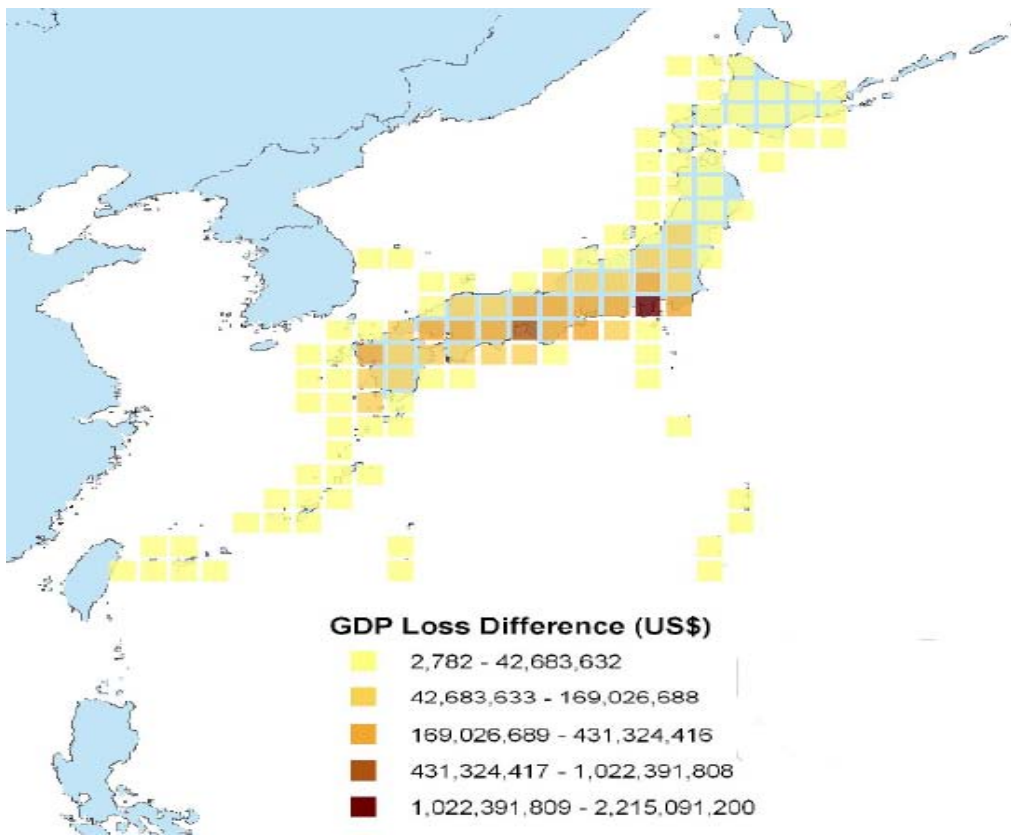 GDP Loss Difference (US$)
2,782 - 42,683,632
42,683,633 - 169,026,688
169,026,689 - 431,324,416
431,324,417 - 1,022,391,808
1,022,391,809 - 2,215,091,200